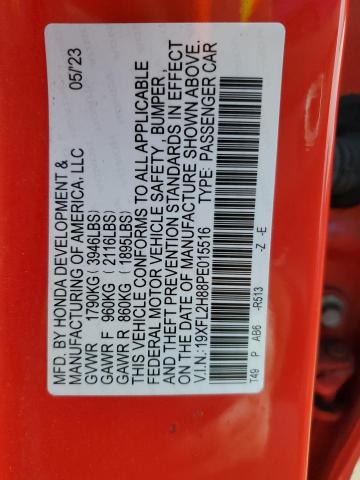 MFD. BY HONDA DEVELOPMENT & 05/23
MANUFACTURING OF AMERICA, LLC
GVWR 1790KG ( 3946LBS)
GAWR F 960KG ( 2116LBS)
GAWR R 860KG ( 1895LBS)
THIS VEHICLE CONFORMS TO ALL APPLICABLE
FEDERAL MOTOR VEHICLE SAFETY, BUMPER,
AND THEFT PREVENTION STANDARDS IN EFFECT
ON THE DATE OF MANUFACTURE SHOWN ABOVE.
V.I.N.:19XFL2H88PE015516 TYPE: PASSENGER CAR
T49 P AB6 -R513 -Z -E